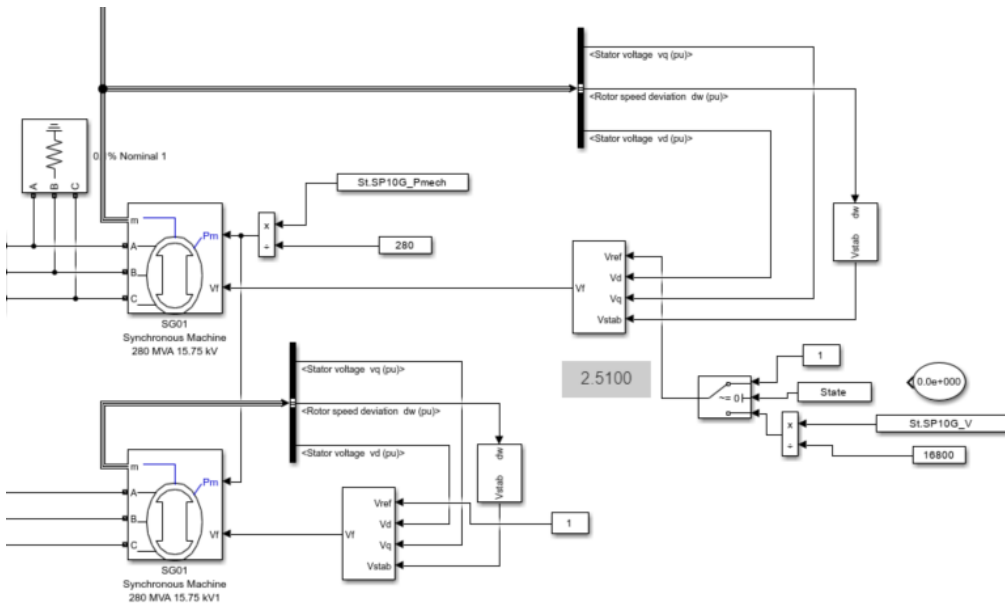 <Stator voltage vq (pu)>
<Rotor speed deviation dw (pu)>
<Stator voltage vd (pu)>
A B C
% Nominal 1
St.SP10G_Pmech
x
÷
280
m
Pm
A
B
C
Vf
SG01
Synchronous Machine
280 MVA 15.75 kV
dw
Vstab
Vref
Vd
Vq
Vstab
Vf
2.5100
1
~= 0
State
0.0e+000
x
÷
St.SP10G_V
16800
<Stator voltage vq (pu)>
<Rotor speed deviation dw (pu)>
<Stator voltage vd (pu)>
m
Pm
A
B
C
Vf
SG01
Synchronous Machine
280 MVA 15.75 kV1
dw
Vstab
Vref
Vd
Vq
Vstab
Vf
1